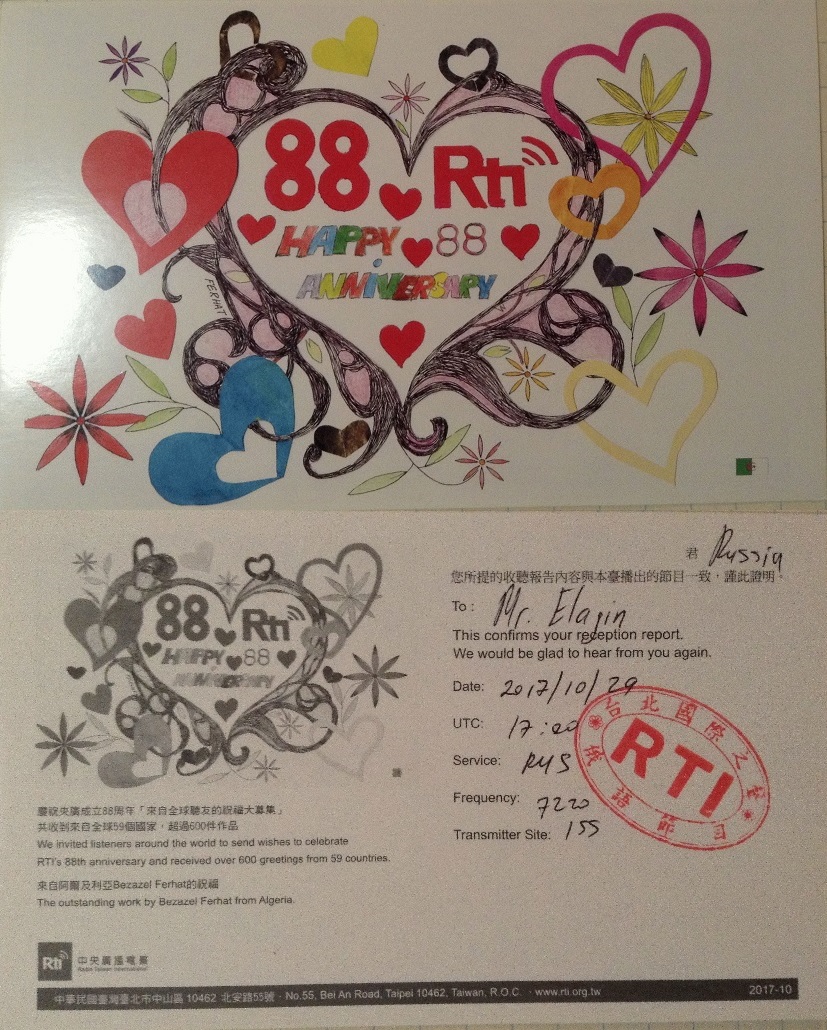 88 Rti
HAPPY 88
ANNIVERSARY
FERHAT
88 Rti
HAPPY 88
ANNIVERSARY
慶祝央廣成立88周年「來自全球聽友的祝福大募集」
共收到來自全球59個國家,超過600件作品
We invited listeners around the world to send wishes to celebrate
RTI's 88th anniversary and received over 600 greetings from 59 countries.
來自阿爾及利亞Bezazel Ferhat的祝福
The outstanding work by Bezazel Ferhat from Algeria.
Rti 中央廣播電臺
Radio Taiwan International
君 Russia
您所提的收聽報告內容與本臺播出的節目一致,謹此證明。
To : Mr. Elagin
This confirms your reception report.
We would be glad to hear from you again.
Date: 2017/10/29
UTC: 17:00
Service: RUS
Frequency: 7220
Transmitter Site: 155
台北國際之聲
RTI
俄語節目
中華民國臺灣臺北市中山區 10462 北安路55號 · No.55, Bei An Road, Taipei 10462, Taiwan, R.O.C. · www.rti.org.tw 2017-10